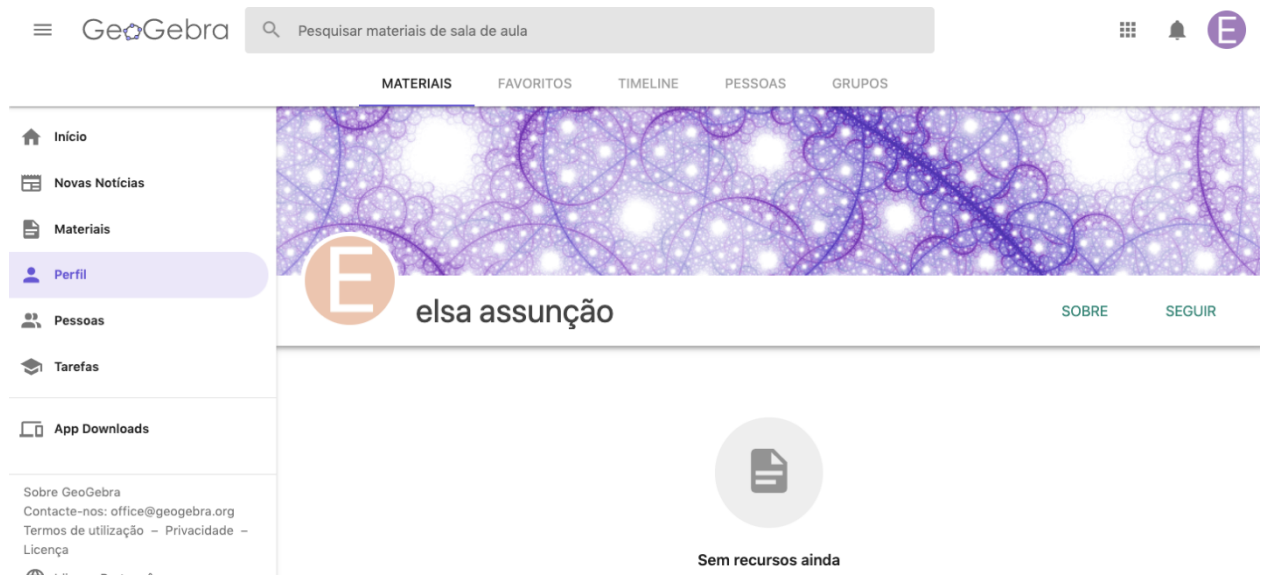 GeoGebra
Pesquisar materiais de sala de aula
E
MATERIAIS FAVORITOS TIMELINE PESSOAS GRUPOS
Início
Novas Notícias
Materiais
Perfil
Pessoas
Tarefas
App Downloads
Sobre GeoGebra
Contacte-nos: office@geogebra.org
Termos de utilização – Privacidade –
Licença
E
elsa assunção
SOBRE SEGUIR
Sem recursos ainda